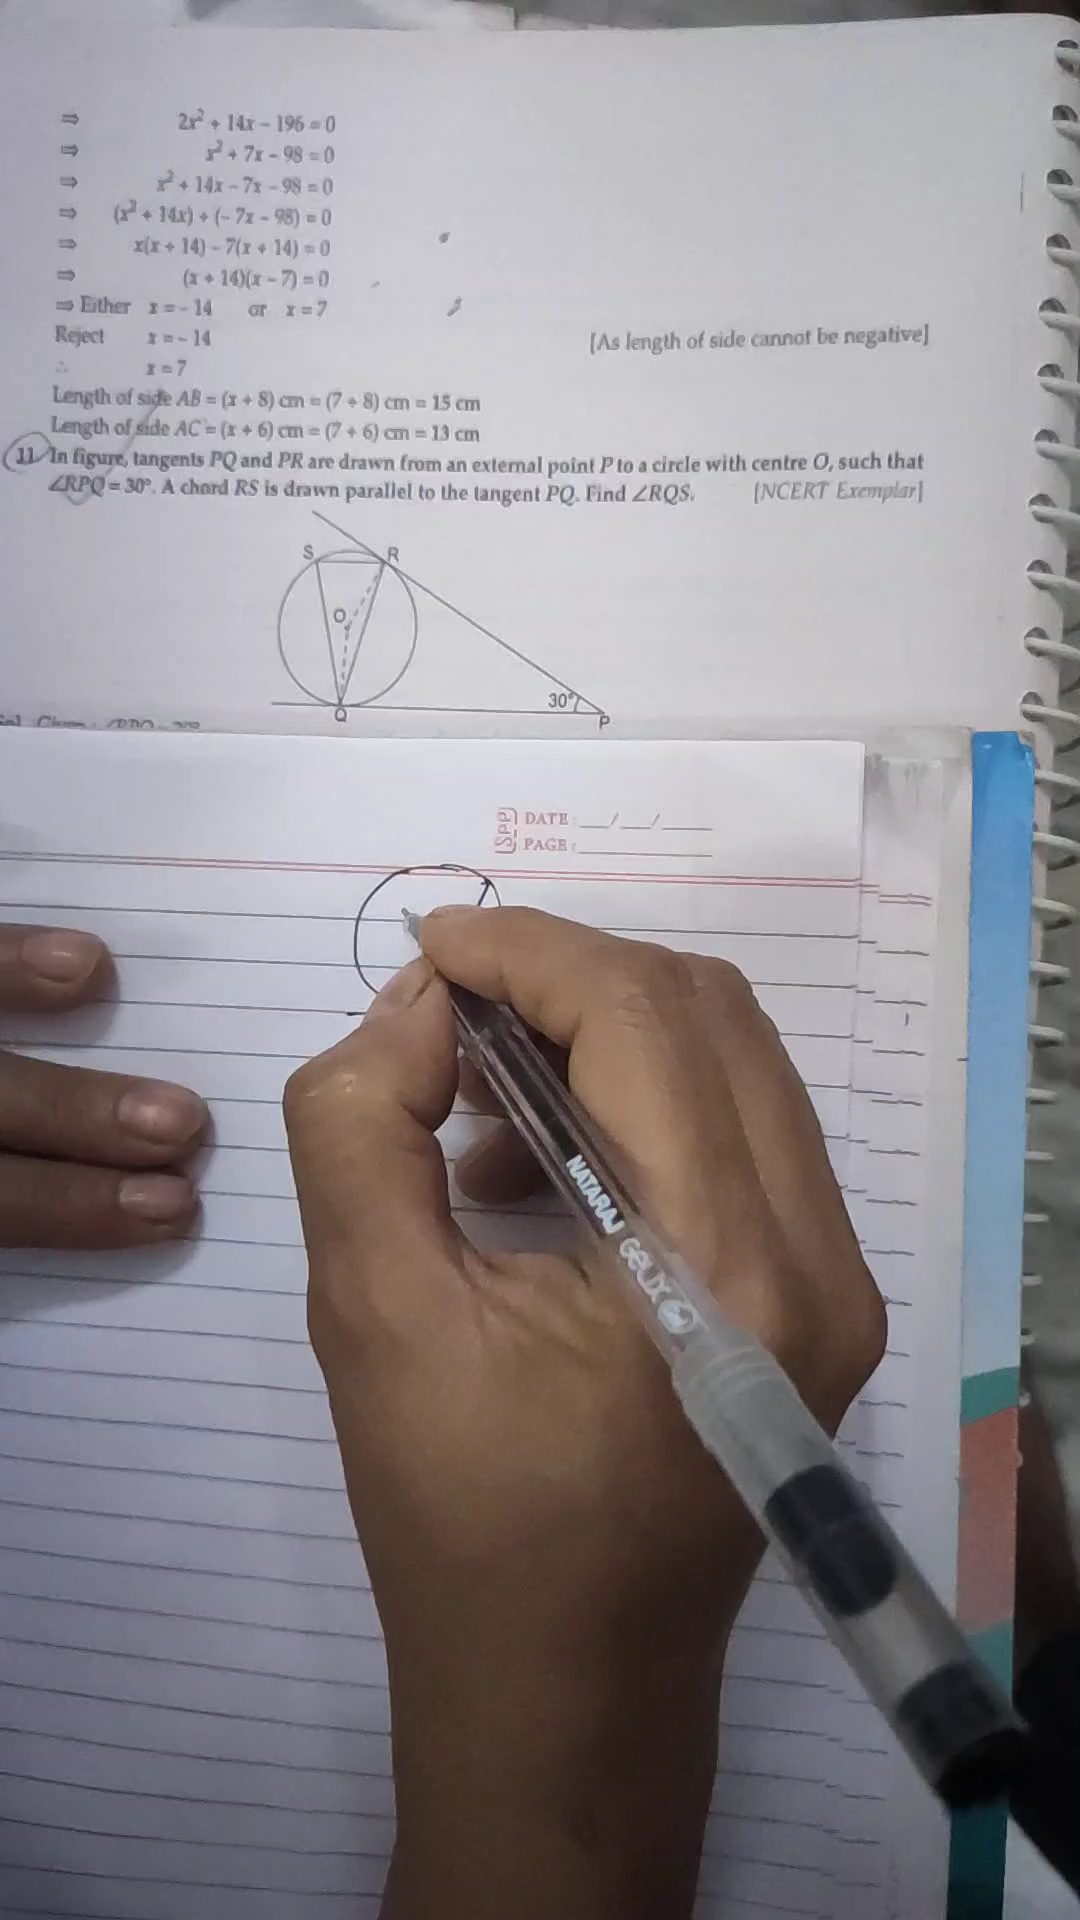 ⇒ 2x² + 14x – 196 = 0
⇒ x² + 7x – 98 = 0
⇒ x² + 14x – 7x – 98 = 0
⇒ (x² + 14x) + (– 7x – 98) = 0
⇒ x(x + 14) – 7(x + 14) = 0
⇒ (x + 14)(x – 7) = 0
⇒ Either x = – 14 or x = 7
Reject x = – 14 [As length of side cannot be negative]
∴ x = 7
Length of side AB = (x + 8) cm = (7 + 8) cm = 15 cm
Length of side AC = (x + 6) cm = (7 + 6) cm = 13 cm
11. In figure, tangents PQ and PR are drawn from an external point P to a circle with centre O, such that
∠RPQ = 30°. A chord RS is drawn parallel to the tangent PQ. Find ∠RQS. [NCERT Exemplar]
S R
O
30°
Q P
SPP DATE : __/__/____
PAGE :
NATARAJ GELIX